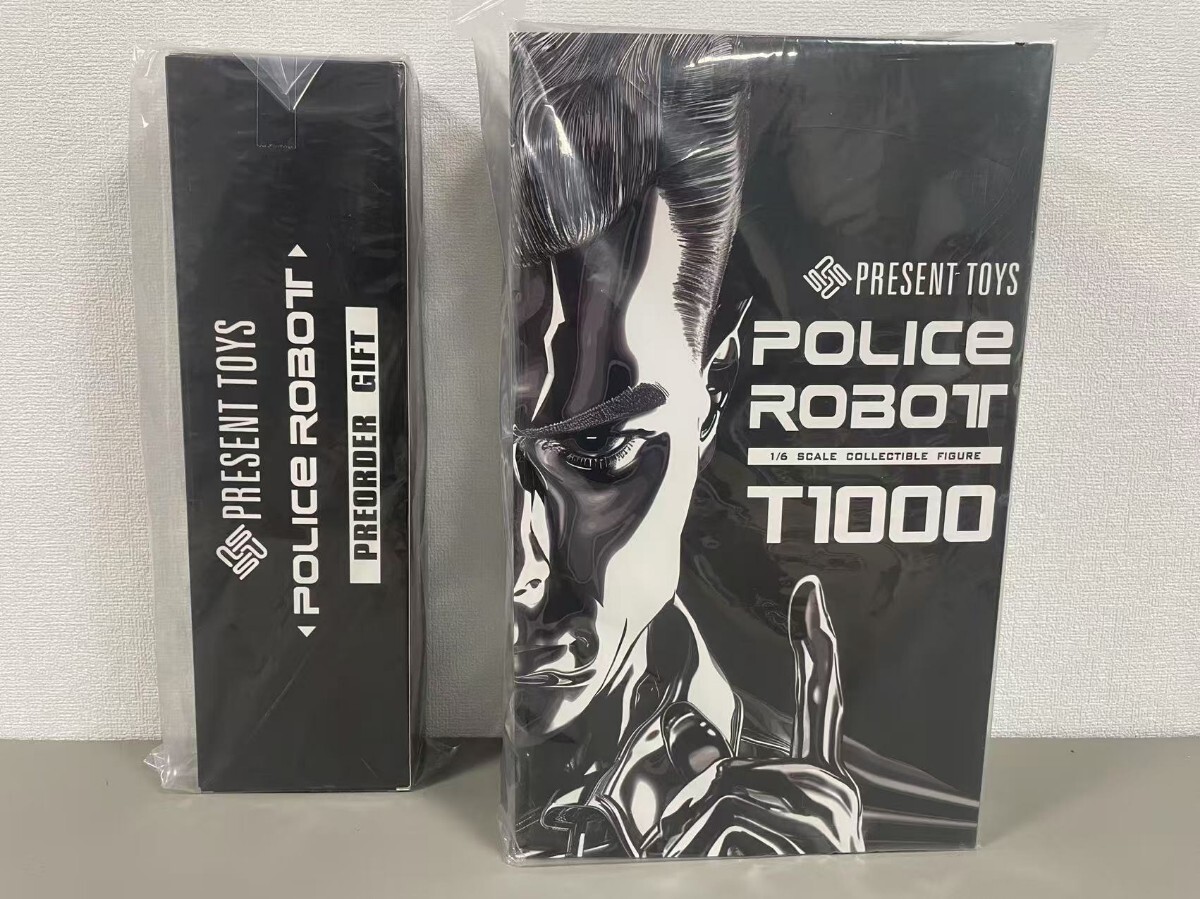 PRESENT TOYS
POLICE ROBOT
PREORDER GIFT
PRESENT TOYS
POLICE
ROBOT
1/6 SCALE COLLECTIBLE FIGURE
T1000